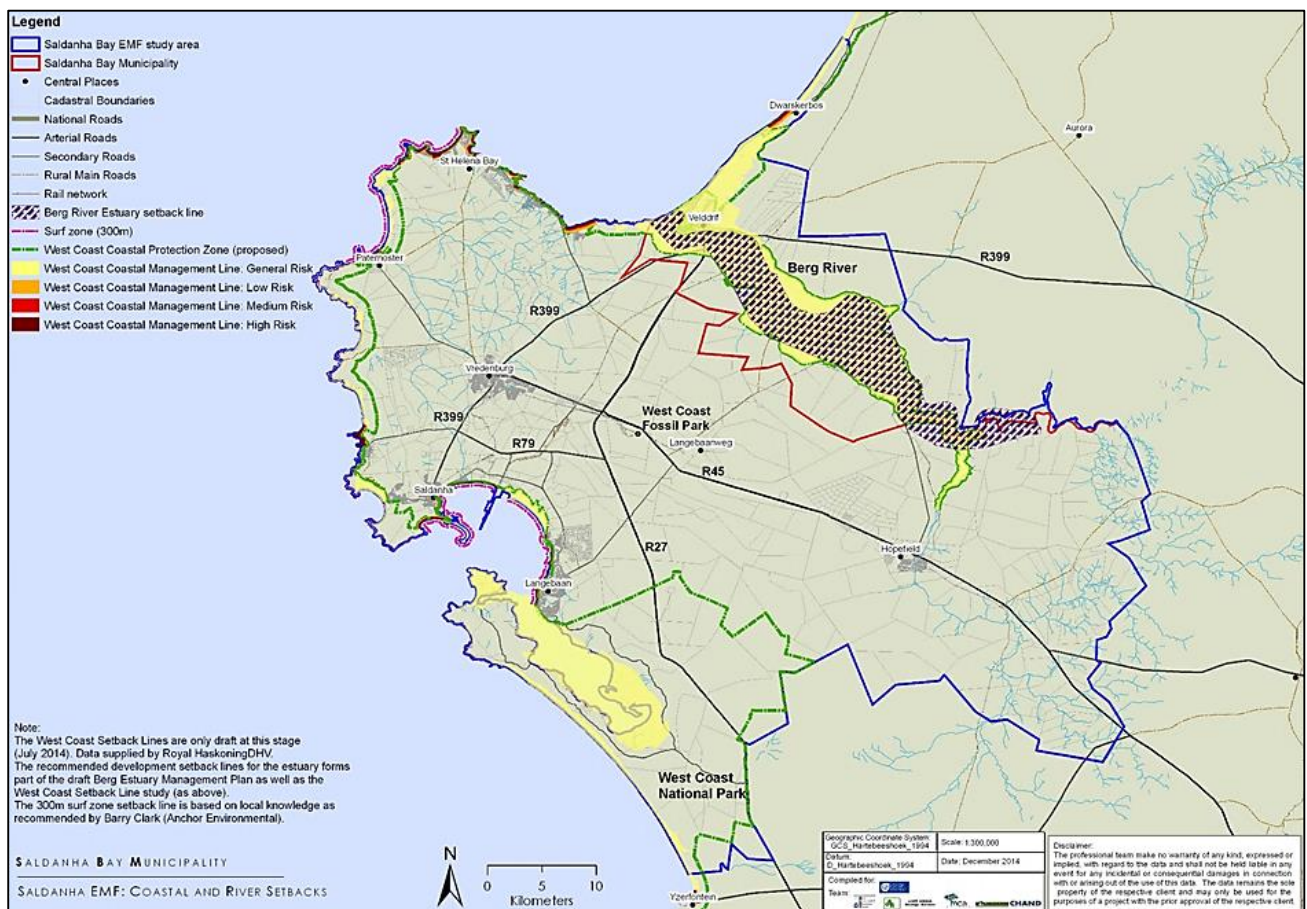 Legend
Saldanha Bay EMF study area
Saldanha Bay Municipality
Central Places
Cadastral Boundaries
National Roads
Arterial Roads
Secondary Roads
Rural Main Roads
Rail network
Berg River Estuary setback line
Surf zone (300m)
West Coast Coastal Protection Zone (proposed)
West Coast Coastal Management Line: General Risk
West Coast Coastal Management Line: Low Risk
West Coast Coastal Management Line: Medium Risk
West Coast Coastal Management Line: High Risk
Dwarskerbos
Aurora
St Helena Bay
Velddrif
Paternoster
Berg River
R399
R399
Vredenburg
R399
West Coast
Fossil Park
R79
Langebaanweg
R45
Saldanha
R27
Hopefield
Langebaan
West Coast
National Park
Yzerfontein
Note:
The West Coast Setback Lines are only draft at this stage
(July 2014). Data supplied by Royal HaskoningDHV.
The recommended development setback lines for the estuary forms
part of the draft Berg Estuary Management Plan as well as the
West Coast Setback Line study (as above).
The 300m surf zone setback line is based on local knowledge as
recommended by Barry Clark (Anchor Environmental).
SALDANHA BAY MUNICIPALITY
SALDANHA EMF: COASTAL AND RIVER SETBACKS
N
0 5 10
Kilometers
Geographic Coordinate System:
GCS_Hartebeeshoek_1994
Scale: 1:300,000
Datum:
D_Hartebeeshoek_1994
Date: December 2014
Compiled for:
Team:
CHAND
Disclaimer:
The professional team make no warranty of any kind, expressed or
implied, with regard to the data and shall not be held liable in any
event for any incidental or consequential damages in connection
with or arising out of the use of this data. The data remains the sole
property of the respective client and may only be used for the
purposes of a project with the prior approval of the respective client.